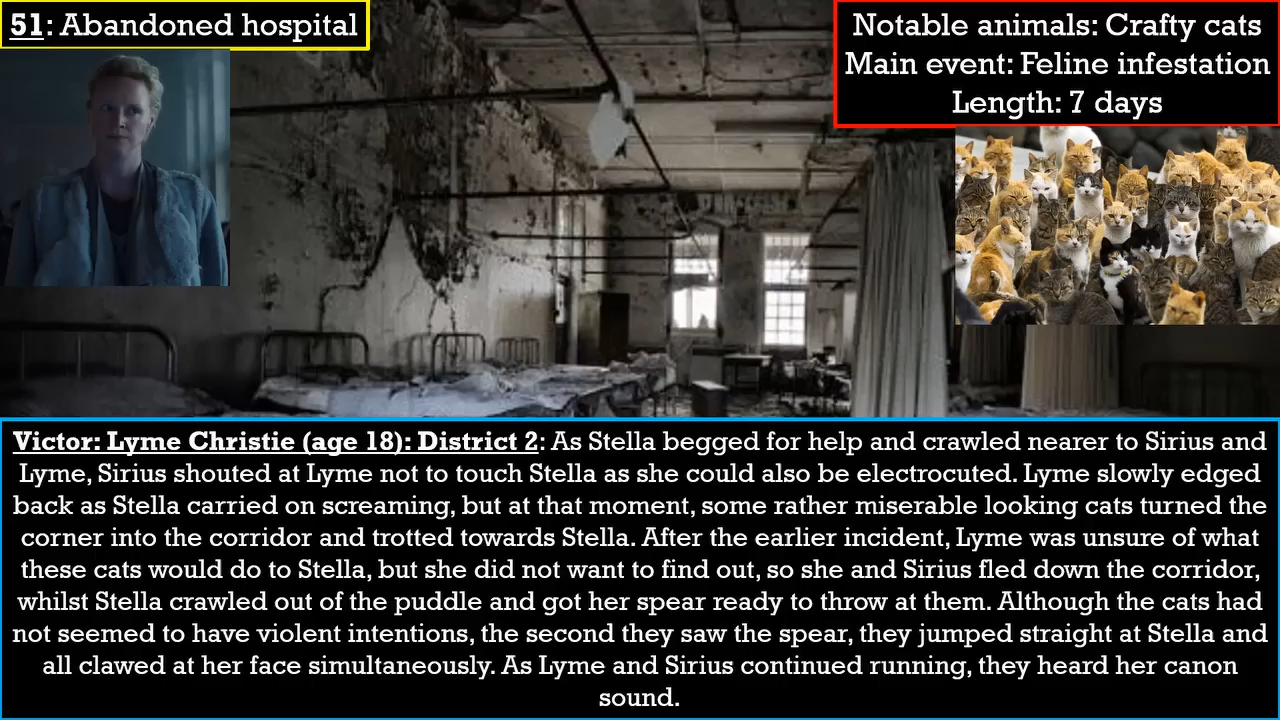 51: Abandoned hospital
Notable animals: Crafty cats
Main event: Feline infestation
Length: 7 days
Victor: Lyme Christie (age 18): District 2: As Stella begged for help and crawled nearer to Sirius and
Lyme, Sirius shouted at Lyme not to touch Stella as she could also be electrocuted. Lyme slowly edged
back as Stella carried on screaming, but at that moment, some rather miserable looking cats turned the
corner into the corridor and trotted towards Stella. After the earlier incident, Lyme was unsure of what
these cats would do to Stella, but she did not want to find out, so she and Sirius fled down the corridor,
whilst Stella crawled out of the puddle and got her spear ready to throw at them. Although the cats had
not seemed to have violent intentions, the second they saw the spear, they jumped straight at Stella and
all clawed at her face simultaneously. As Lyme and Sirius continued running, they heard her canon
sound.